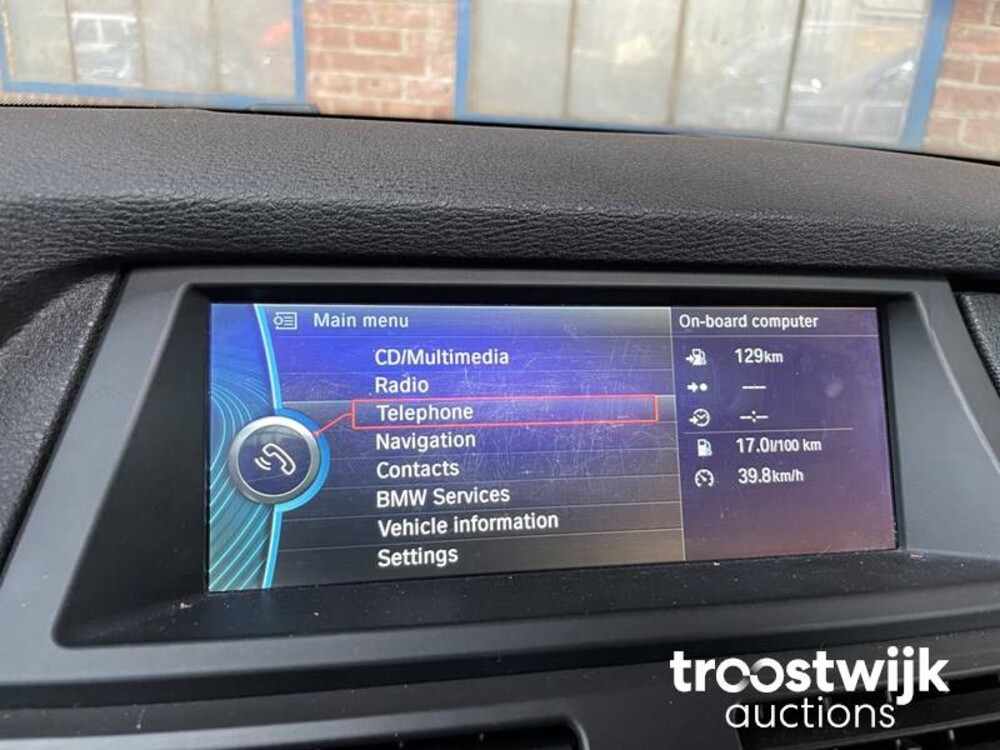 Main menu
CD/Multimedia
Radio
Telephone
Navigation
Contacts
BMW Services
Vehicle information
Settings
On-board computer
129km
----
--:--
17.0l/100 km
39.8km/h
troostwijk
auctions